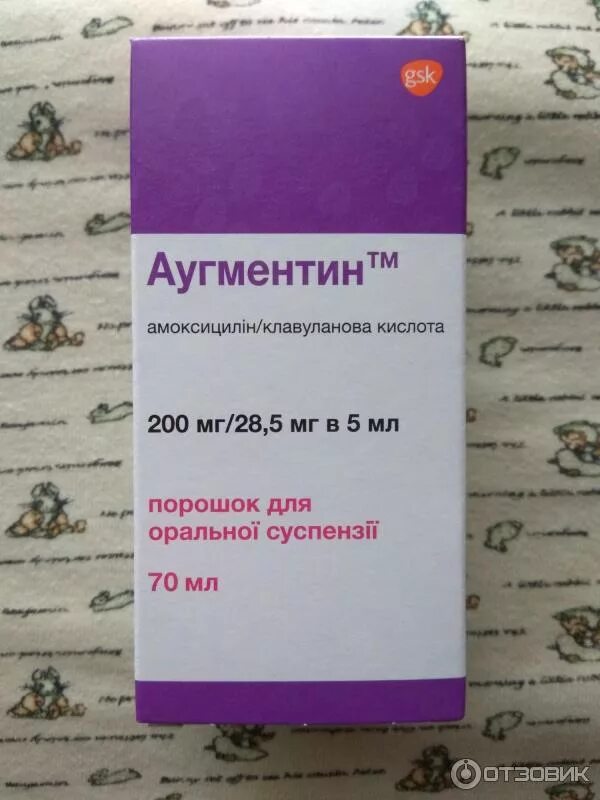 gsk
Аугментин™
амоксицилін/клавуланова кислота
200 мг/28,5 мг в 5 мл
порошок для
оральної суспензії
70 мл
ОТЗОВИК